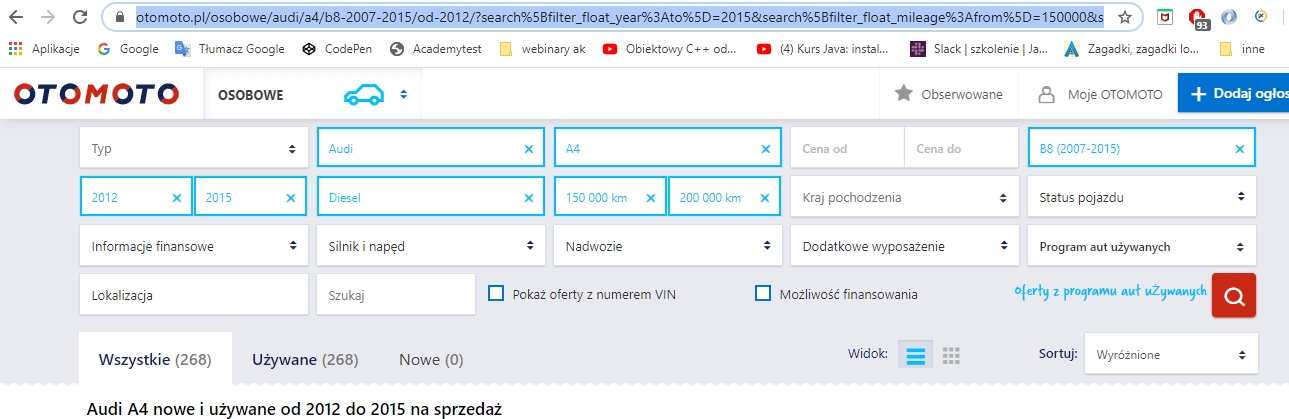 otomoto.pl/osobowe/audi/a4/b8-2007-2015/od-2012/?search%5Bfilter_float_year%3Ato%5D=2015&search%5Bfilter_float_mileage%3Afrom%5D=150000&s
93
Aplikacje Google Tłumacz Google CodePen Academytest webinary ak Obiektowy C++ od... (4) Kurs Java: instal... Slack | szkolenie | Ja... Zagadki, zagadki lo... inne
OTOMOTO OSOBOWE Obserwowane Moje OTOMOTO + Dodaj ogłos
Typ Audi × A4 × Cena od Cena do B8 (2007-2015) ×
2012 × 2015 × Diesel × 150 000 km × 200 000 km × Kraj pochodzenia Status pojazdu
Informacje finansowe Silnik i napęd Nadwozie Dodatkowe wyposażenie Program aut używanych
Lokalizacja Szukaj Pokaż oferty z numerem VIN Możliwość finansowania Oferty z programu aut używanych
Wszystkie (268) Używane (268) Nowe (0) Widok: Sortuj: Wyróżnione
Audi A4 nowe i używane od 2012 do 2015 na sprzedaż